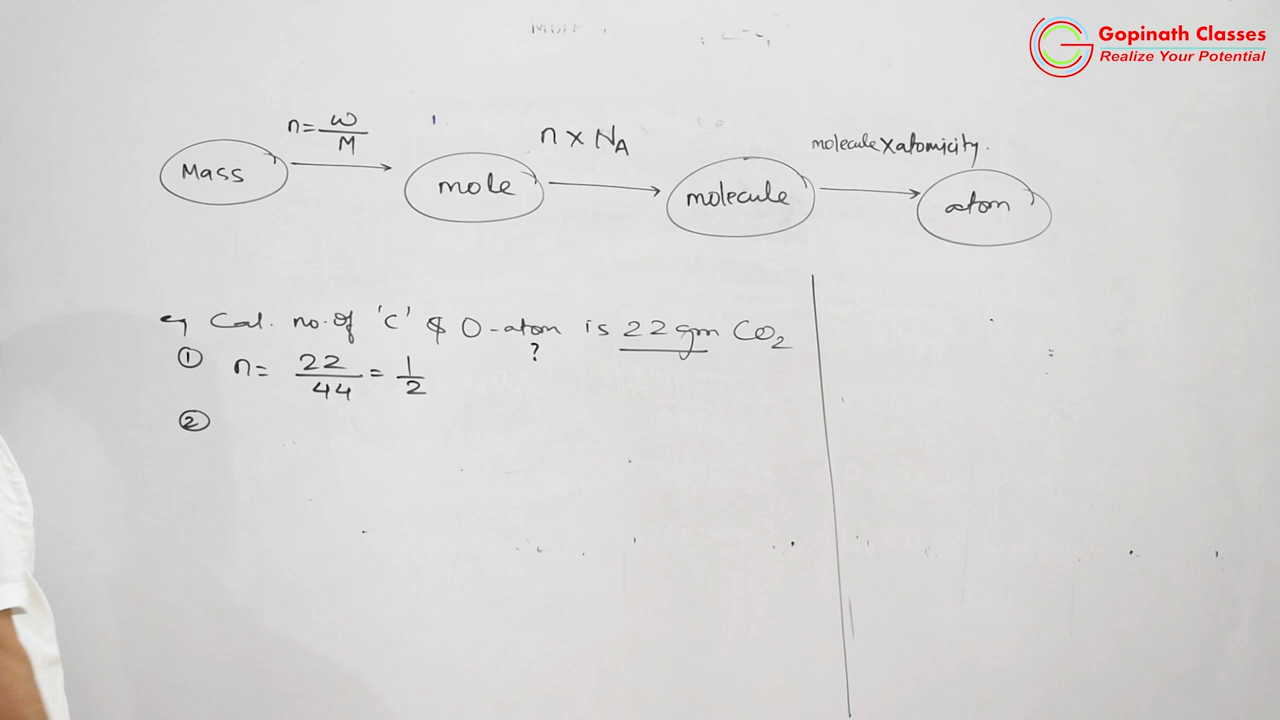 Gopinath Classes
Realize Your Potential
n = w/M
n × N_A
molecule × atomicity.
Mass
mole
molecule
atom
eg Cal. no. of 'C' & O-atom is 22 gm CO₂
?
① n = 22/44 = 1/2
②